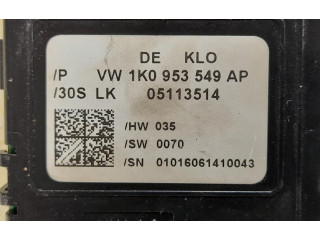 DE KLO
/P VW 1K0 953 549 AP
/30S LK 05113514
/HW 035
/SW 0070
/SN 01016061410043